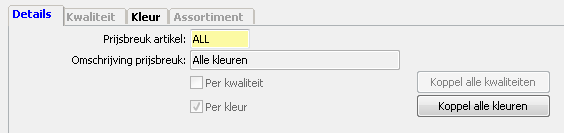 Details Kwaliteit Kleur Assortiment
Prijsbreuk artikel: ALL
Omschrijving prijsbreuk: Alle kleuren
Per kwaliteit Koppel alle kwaliteiten
Per kleur Koppel alle kleuren